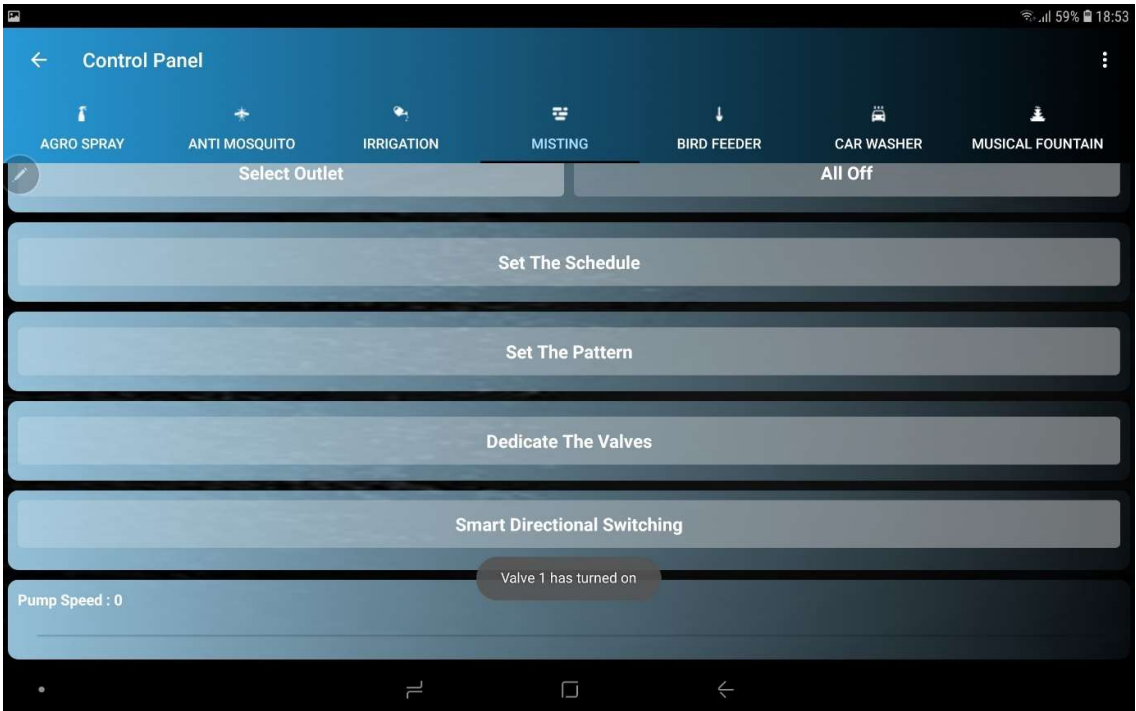 59% 18:53
Control Panel
AGRO SPRAY ANTI MOSQUITO IRRIGATION MISTING BIRD FEEDER CAR WASHER MUSICAL FOUNTAIN
Select Outlet All Off
Set The Schedule
Set The Pattern
Dedicate The Valves
Smart Directional Switching
Valve 1 has turned on
Pump Speed : 0